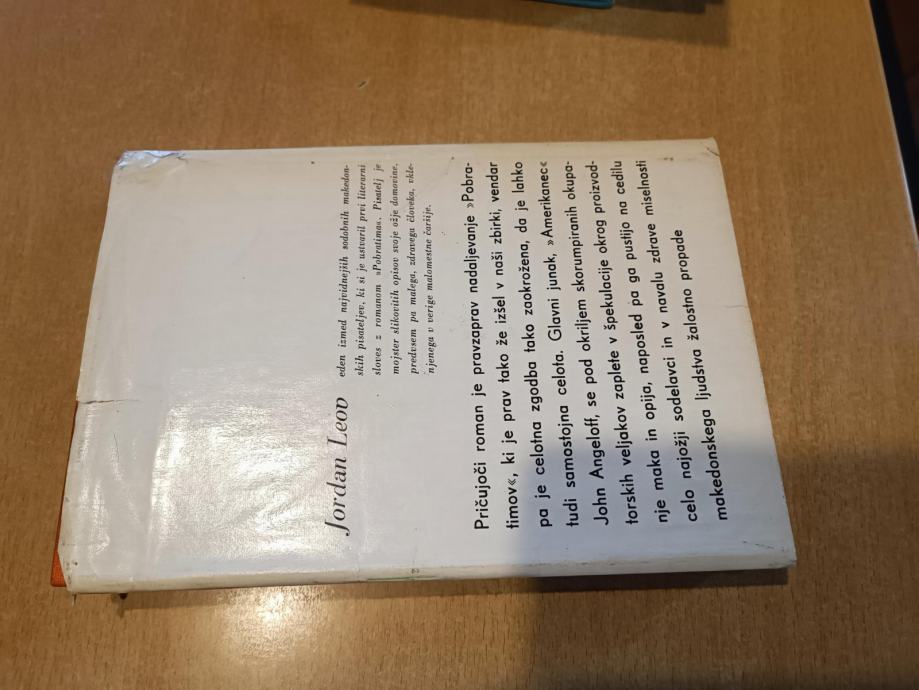 Jordan Leov
eden izmed najvidnejših sodobnih makedon-
skih pisateljev, ki si je ustvaril prvi literarni
sloves z romanom »Pobratima«. Pisatelj je
mojster slikovitih opisov svoje ožje domovine,
predvsem pa malega, zdravega človeka, vkle-
njenega v verige malomestne čaršije.
Pričujoči roman je pravzaprav nadaljevanje »Pobra-
timov«, ki je prav tako že izšel v naši zbirki, vendar
pa je celotna zgodba tako zaokrožena, da je lahko
tudi samostojna celota. Glavni junak, »Amerikanec«
John Angeloff, se pod okriljem skorumpiranih okupa-
torskih veljakov zaplete v špekulacije okrog proizvod-
nje maka in opija, naposled pa ga pustijo na cedilu
celo najožji sodelavci in v navalu zdrave miselnosti
makedonskega ljudstva žalostno propade